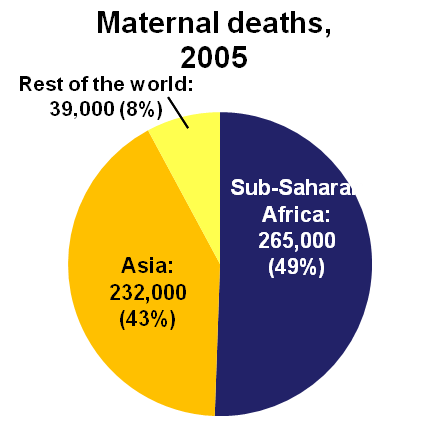 Maternal deaths,
2005
Rest of the world:
39,000 (8%)
Sub-Saharan
Africa:
265,000
(49%)
Asia:
232,000
(43%)